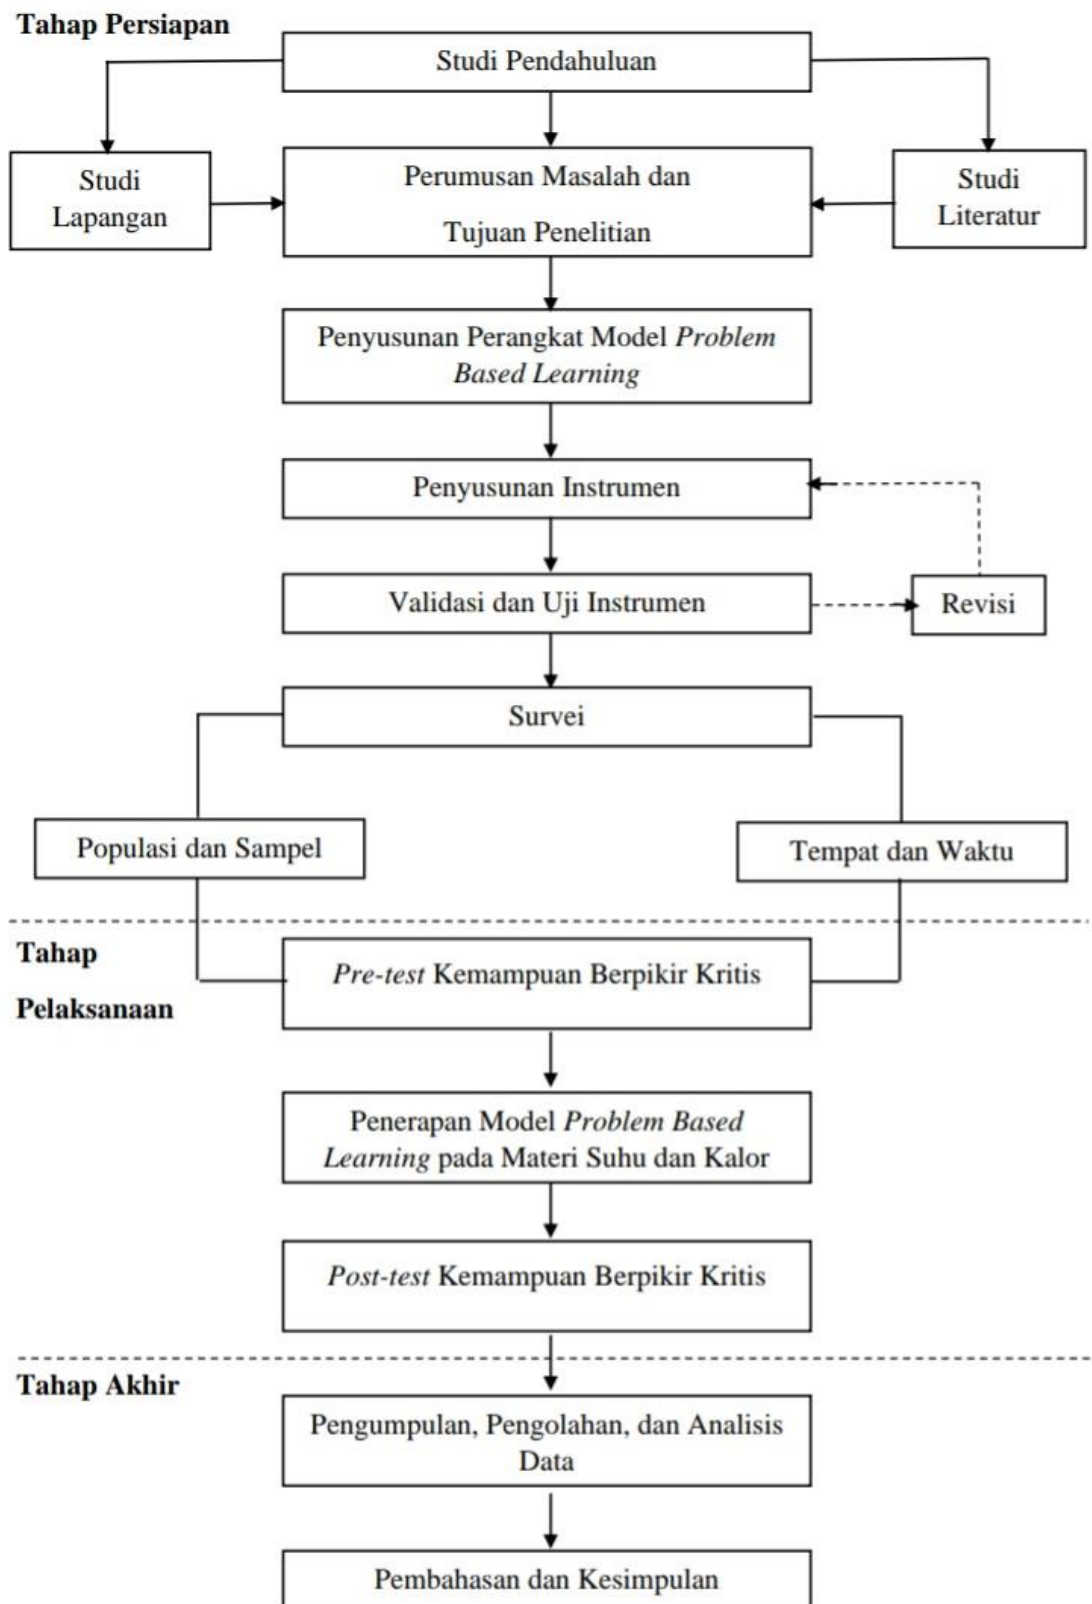 Tahap Persiapan
Studi Pendahuluan
Studi
Lapangan
Perumusan Masalah dan
Tujuan Penelitian
Studi
Literatur
Penyusunan Perangkat Model Problem
Based Learning
Penyusunan Instrumen
Validasi dan Uji Instrumen
Revisi
Survei
Populasi dan Sampel
Tempat dan Waktu
Tahap
Pelaksanaan
Pre-test Kemampuan Berpikir Kritis
Penerapan Model Problem Based
Learning pada Materi Suhu dan Kalor
Post-test Kemampuan Berpikir Kritis
Tahap Akhir
Pengumpulan, Pengolahan, dan Analisis
Data
Pembahasan dan Kesimpulan